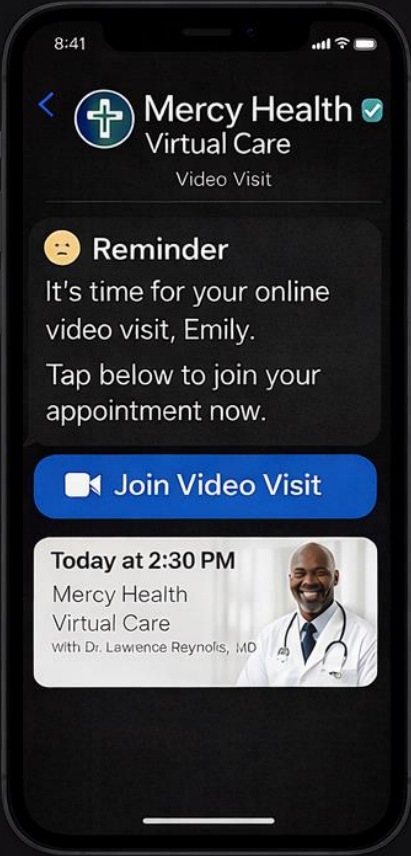 8:41
Mercy Health
Virtual Care
Video Visit
Reminder
It's time for your online
video visit, Emily.
Tap below to join your
appointment now.
Join Video Visit
Today at 2:30 PM
Mercy Health
Virtual Care
with Dr. Lawrence Reynolis, MD